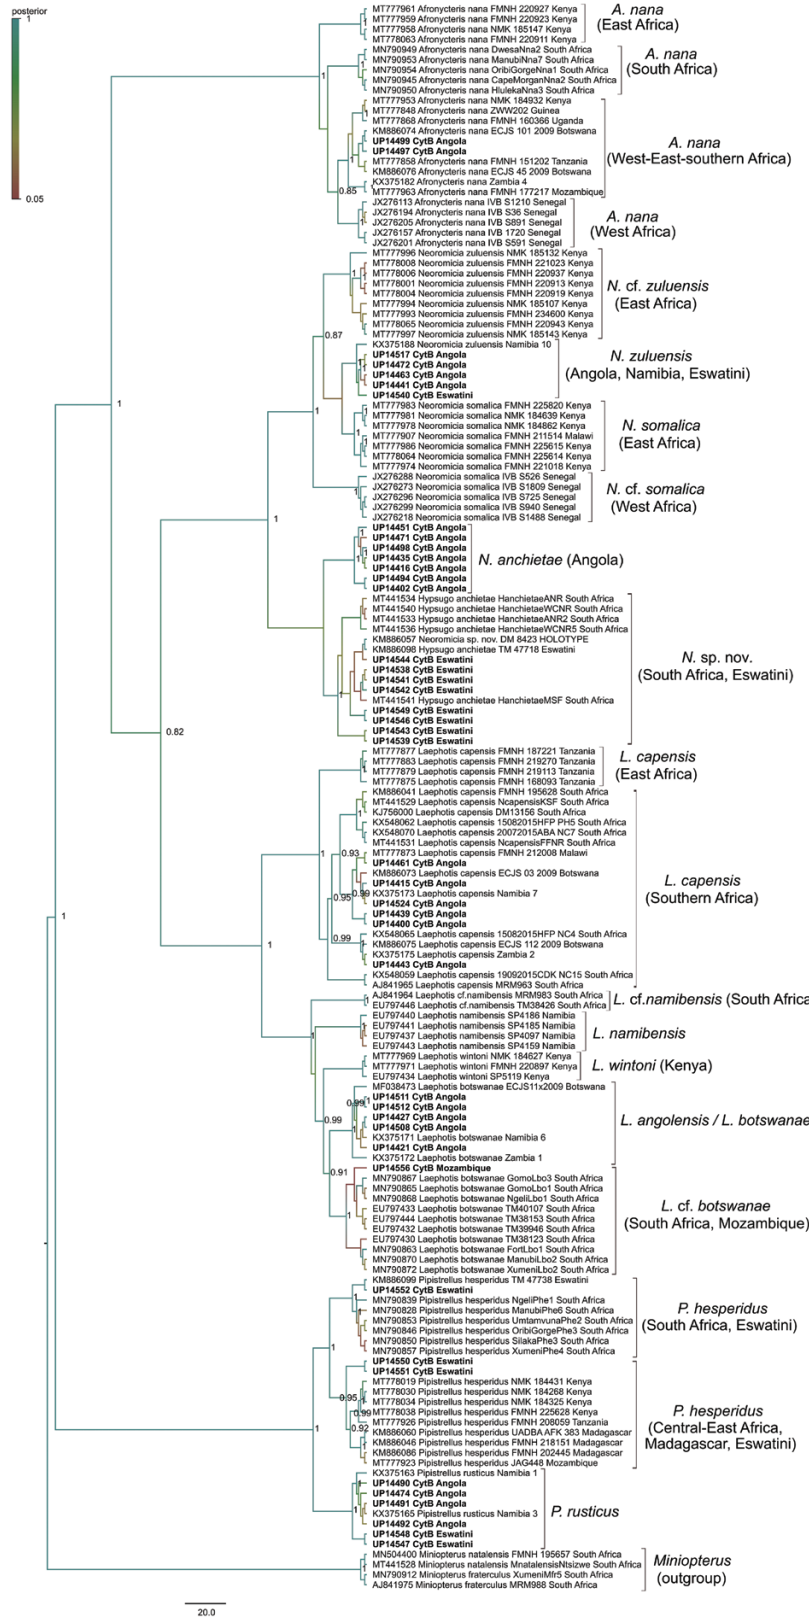 posterior
1
0.05
MT777961 Afronycteris nana FMNH 220927 Kenya
MT777959 Afronycteris nana FMNH 220923 Kenya
MT777958 Afronycteris nana NMK 185147 Kenya
MT778063 Afronycteris nana FMNH 220911 Kenya
A. nana
(East Africa)
MN790949 Afronycteris nana DwesaNna2 South Africa
MN790953 Afronycteris nana ManubiNna7 South Africa
MN790954 Afronycteris nana OribiGorgeNna1 South Africa
MN790945 Afronycteris nana CapeMorganNna2 South Africa
MN790950 Afronycteris nana HlulekaNna3 South Africa
A. nana
(South Africa)
MT777953 Afronycteris nana NMK 184932 Kenya
MT777848 Afronycteris nana ZWW202 Guinea
MT777868 Afronycteris nana FMNH 160366 Uganda
KM886074 Afronycteris nana ECJS 101 2009 Botswana
UP14499 CytB Angola
UP14497 CytB Angola
MT777858 Afronycteris nana FMNH 151202 Tanzania
KM886076 Afronycteris nana ECJS 45 2009 Botswana
KX375182 Afronycteris nana Zambia 4
MT777963 Afronycteris nana FMNH 177217 Mozambique
A. nana
(West-East-southern Africa)
JX276113 Afronycteris nana IVB S1210 Senegal
JX276194 Afronycteris nana IVB S36 Senegal
JX276205 Afronycteris nana IVB S891 Senegal
JX276157 Afronycteris nana IVB 1720 Senegal
JX276201 Afronycteris nana IVB S591 Senegal
A. nana
(West Africa)
MT777996 Neoromicia zuluensis NMK 185132 Kenya
MT778008 Neoromicia zuluensis FMNH 221023 Kenya
MT778006 Neoromicia zuluensis FMNH 220937 Kenya
MT778001 Neoromicia zuluensis FMNH 220913 Kenya
MT778004 Neoromicia zuluensis FMNH 220919 Kenya
MT777994 Neoromicia zuluensis NMK 185107 Kenya
MT777993 Neoromicia zuluensis FMNH 234600 Kenya
MT778065 Neoromicia zuluensis FMNH 220943 Kenya
MT777997 Neoromicia zuluensis NMK 185143 Kenya
N. cf. zuluensis
(East Africa)
KX375188 Neoromicia zuluensis Namibia 10
UP14517 CytB Angola
UP14472 CytB Angola
UP14463 CytB Angola
UP14441 CytB Angola
UP14540 CytB Eswatini
N. zuluensis
(Angola, Namibia, Eswatini)
MT777983 Neoromicia somalica FMNH 225820 Kenya
MT777981 Neoromicia somalica NMK 184639 Kenya
MT777978 Neoromicia somalica NMK 184862 Kenya
MT777907 Neoromicia somalica FMNH 211514 Malawi
MT777986 Neoromicia somalica FMNH 225615 Kenya
MT778064 Neoromicia somalica FMNH 225614 Kenya
MT777974 Neoromicia somalica FMNH 221018 Kenya
N. somalica
(East Africa)
JX276288 Neoromicia somalica IVB S526 Senegal
JX276273 Neoromicia somalica IVB S1809 Senegal
JX276296 Neoromicia somalica IVB S725 Senegal
JX276299 Neoromicia somalica IVB S940 Senegal
JX276218 Neoromicia somalica IVB S1488 Senegal
N. cf. somalica
(West Africa)
UP14451 CytB Angola
UP14471 CytB Angola
UP14498 CytB Angola
UP14435 CytB Angola
UP14416 CytB Angola
UP14494 CytB Angola
UP14402 CytB Angola
N. anchietae (Angola)
MT441534 Hypsugo anchietae HanchietaeANR South Africa
MT441540 Hypsugo anchietae HanchietaeWCNR South Africa
MT441533 Hypsugo anchietae HanchietaeANR2 South Africa
MT441536 Hypsugo anchietae HanchietaeWCNR5 South Africa
KM886057 Neoromicia sp. nov. DM 8423 HOLOTYPE
KM886098 Hypsugo anchietae TM 47718 Eswatini
UP14544 CytB Eswatini
UP14538 CytB Eswatini
UP14541 CytB Eswatini
UP14542 CytB Eswatini
MT441541 Hypsugo anchietae HanchietaeMSF South Africa
UP14549 CytB Eswatini
UP14546 CytB Eswatini
UP14543 CytB Eswatini
UP14539 CytB Eswatini
N. sp. nov.
(South Africa, Eswatini)
MT777877 Laephotis capensis FMNH 187221 Tanzania
MT777883 Laephotis capensis FMNH 219270 Tanzania
MT777879 Laephotis capensis FMNH 219113 Tanzania
MT777875 Laephotis capensis FMNH 168093 Tanzania
L. capensis
(East Africa)
KM886041 Laephotis capensis FMNH 195628 South Africa
MT441529 Laephotis capensis NcapensisKSF South Africa
KJ756000 Laephotis capensis DM13156 South Africa
KX548062 Laephotis capensis 15082015HFP PH5 South Africa
KX548070 Laephotis capensis 20072015ABA NC7 South Africa
MT441531 Laephotis capensis NcapensisFFNR South Africa
MT777873 Laephotis capensis FMNH 212008 Malawi
UP14461 CytB Angola
KM886073 Laephotis capensis ECJS 03 2009 Botswana
UP14415 CytB Angola
KX375173 Laephotis capensis Namibia 7
UP14524 CytB Angola
UP14439 CytB Angola
UP14400 CytB Angola
KX548065 Laephotis capensis 15082015HFP NC4 South Africa
KM886075 Laephotis capensis ECJS 112 2009 Botswana
KX375175 Laephotis capensis Zambia 2
UP14443 CytB Angola
KX548059 Laephotis capensis 19092015CDK NC15 South Africa
AJ841965 Laephotis capensis MRM963 South Africa
L. capensis
(Southern Africa)
AJ841964 Laephotis cf.namibensis MRM983 South Africa
EU797446 Laephotis cf.namibensis TM38426 South Africa
L. cf.namibensis (South Africa
EU797440 Laephotis namibensis SP4186 Namibia
EU797441 Laephotis namibensis SP4185 Namibia
EU797437 Laephotis namibensis SP4097 Namibia
EU797443 Laephotis namibensis SP4159 Namibia
L. namibensis
MT777969 Laephotis wintoni NMK 184627 Kenya
MT777971 Laephotis wintoni FMNH 220897 Kenya
EU797434 Laephotis wintoni SP5119 Kenya
L. wintoni (Kenya)
MF038473 Laephotis botswanae ECJS11x2009 Botswana
UP14511 CytB Angola
UP14512 CytB Angola
UP14427 CytB Angola
UP14508 CytB Angola
KX375171 Laephotis botswanae Namibia 6
UP14421 CytB Angola
KX375172 Laephotis botswanae Zambia 1
L. angolensis / L. botswanae
UP14556 CytB Mozambique
MN790867 Laephotis botswanae GomoLbo3 South Africa
MN790865 Laephotis botswanae GomoLbo1 South Africa
MN790868 Laephotis botswanae NgeliLbo1 South Africa
EU797433 Laephotis botswanae TM40107 South Africa
EU797444 Laephotis botswanae TM38153 South Africa
EU797432 Laephotis botswanae TM39946 South Africa
EU797430 Laephotis botswanae TM38123 South Africa
MN790863 Laephotis botswanae FortLbo1 South Africa
MN790870 Laephotis botswanae ManubiLbo2 South Africa
MN790872 Laephotis botswanae XumeniLbo2 South Africa
L. cf. botswanae
(South Africa, Mozambique)
KM886099 Pipistrellus hesperidus TM 47738 Eswatini
UP14552 CytB Eswatini
MN790839 Pipistrellus hesperidus NgeliPhe1 South Africa
MN790828 Pipistrellus hesperidus ManubiPhe6 South Africa
MN790853 Pipistrellus hesperidus UmtamvunaPhe2 South Africa
MN790846 Pipistrellus hesperidus OribiGorgePhe3 South Africa
MN790850 Pipistrellus hesperidus SilakaPhe3 South Africa
MN790857 Pipistrellus hesperidus XumeniPhe4 South Africa
P. hesperidus
(South Africa, Eswatini)
UP14550 CytB Eswatini
UP14551 CytB Eswatini
MT778019 Pipistrellus hesperidus NMK 184431 Kenya
MT778030 Pipistrellus hesperidus NMK 184268 Kenya
MT778034 Pipistrellus hesperidus NMK 184325 Kenya
MT778038 Pipistrellus hesperidus FMNH 225628 Kenya
MT777926 Pipistrellus hesperidus FMNH 208059 Tanzania
KM886060 Pipistrellus hesperidus UADBA AFK 383 Madagascar
KM886046 Pipistrellus hesperidus FMNH 218151 Madagascar
KM886086 Pipistrellus hesperidus FMNH 202445 Madagascar
MT777923 Pipistrellus hesperidus JAG448 Mozambique
P. hesperidus
(Central-East Africa,
Madagascar, Eswatini)
KX375163 Pipistrellus rusticus Namibia 1
UP14490 CytB Angola
UP14474 CytB Angola
UP14491 CytB Angola
KX375165 Pipistrellus rusticus Namibia 3
UP14492 CytB Angola
UP14548 CytB Eswatini
UP14547 CytB Eswatini
P. rusticus
MN504400 Miniopterus natalensis FMNH 195657 South Africa
MT441528 Miniopterus natalensis MnatalensisNtsizwe South Africa
MN790912 Miniopterus fraterculus XumeniMfr5 South Africa
AJ841975 Miniopterus fraterculus MRM988 South Africa
Miniopterus
(outgroup)
1
1
1
0.85
1
1
0.87
1
1
1
1
1
1
1
1
1
0.82
1
1
1
0.93
0.95
0.99
0.99
1
1
1
0.99
0.99
1
1
0.91
1
1
1
1
0.95
0.99
0.92
1
1
1
20.0